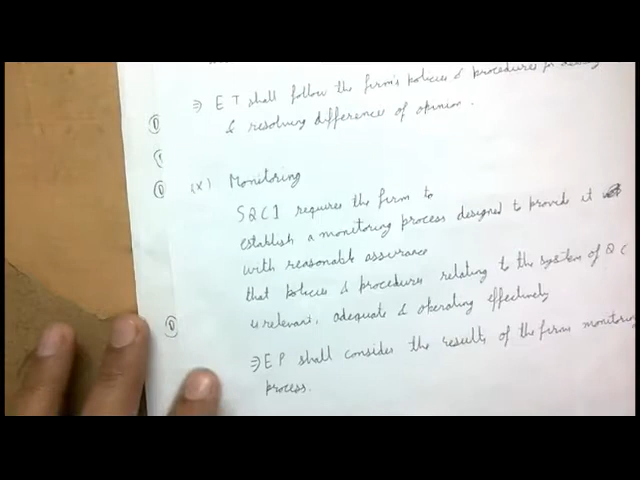 ⇒ E T shall follow the firm's policies & procedures for dealing
& resolving difference of opinion.
(x) Monitoring
SQC1 requires the firm to
establish a monitoring process designed to provide it
with reasonable assurance
that policies & procedures relating to the system of QC
is relevant, adequate & operating effectively
⇒ E P shall consider the results of the firms monitoring
process.